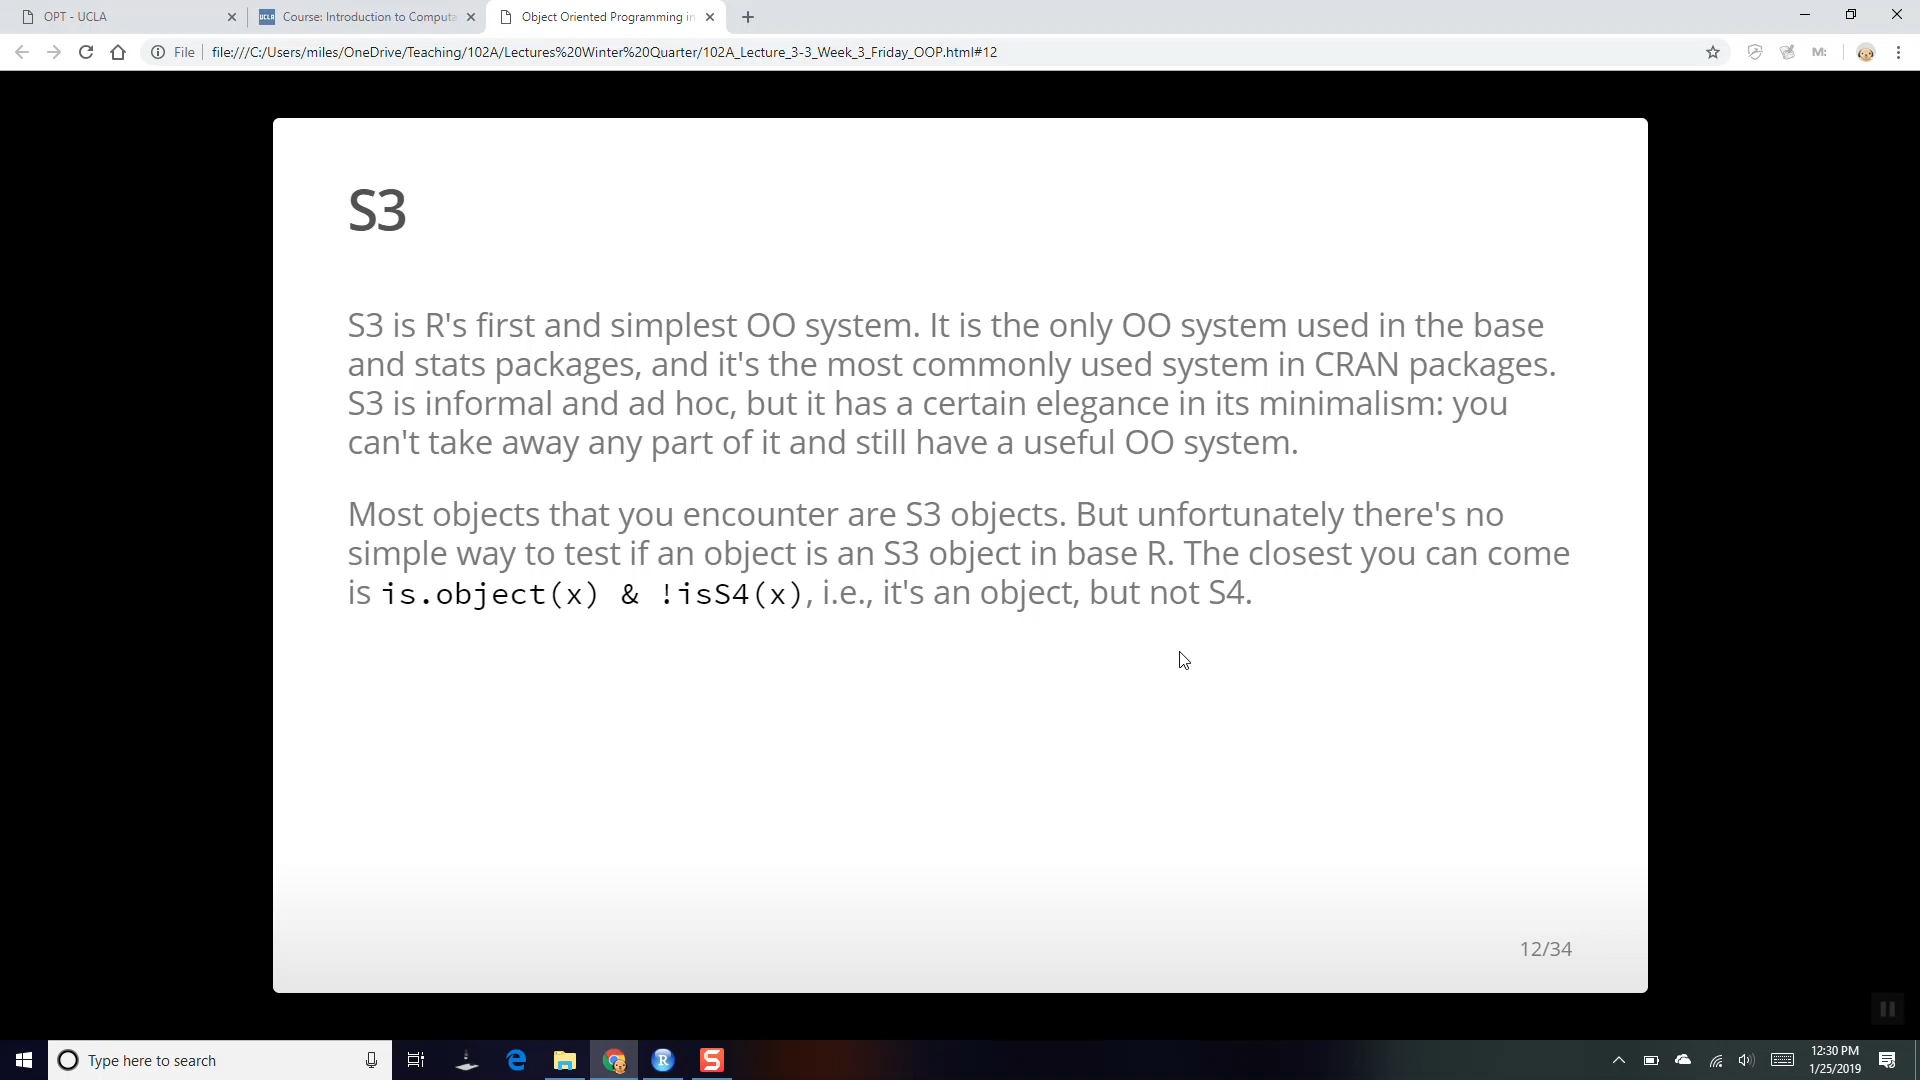 OPT - UCLA
UCLA Course: Introduction to Computa
Object Oriented Programming in
File file:///C:/Users/miles/OneDrive/Teaching/102A/Lectures%20Winter%20Quarter/102A_Lecture_3-3_Week_3_Friday_OOP.html#12
M:
S3
S3 is R's first and simplest OO system. It is the only OO system used in the base
and stats packages, and it's the most commonly used system in CRAN packages.
S3 is informal and ad hoc, but it has a certain elegance in its minimalism: you
can't take away any part of it and still have a useful OO system.
Most objects that you encounter are S3 objects. But unfortunately there's no
simple way to test if an object is an S3 object in base R. The closest you can come
is is.object(x) & !isS4(x), i.e., it's an object, but not S4.
12/34
Type here to search
R
S
12:30 PM
1/25/2019